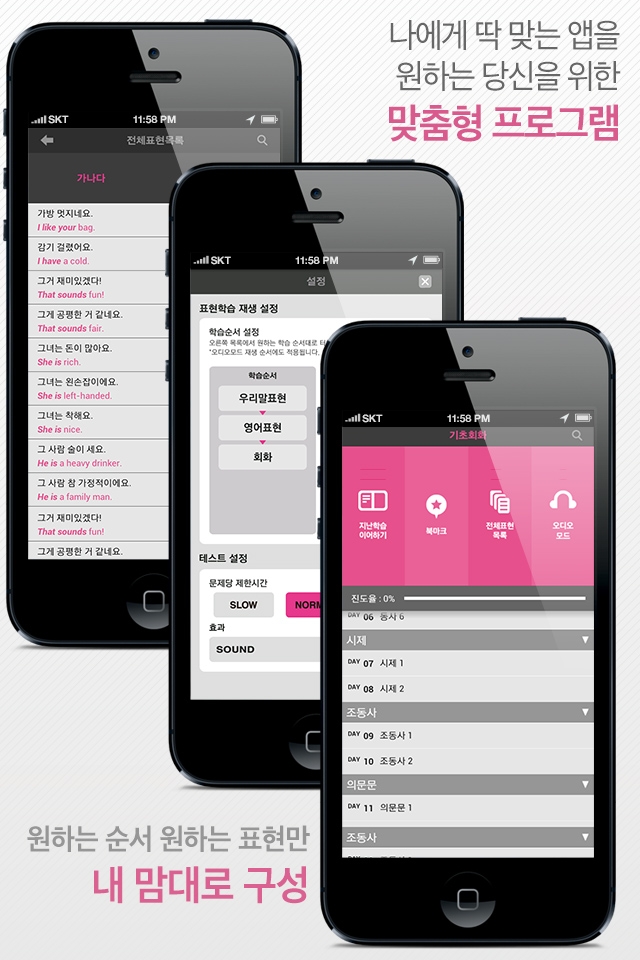 나에게 딱 맞는 앱을
원하는 당신을 위한
맞춤형 프로그램
SKT 11:58 PM
전체표현목록
가나다
가방 멋지네요.
I like your bag.
감기 걸렸어요.
I have a cold.
그거 재미있겠다!
That sounds fun!
그게 공평한 거 같네요.
That sounds fair.
그녀는 돈이 많아요.
She is rich.
그녀는 왼손잡이에요.
She is left-handed.
그녀는 착해요.
She is nice.
그 사람 술이 세요.
He is a heavy drinker.
그 사람 참 가정적이에요.
He is a family man.
그거 재미있겠다!
That sounds fun!
그게 공평한 거 같네요.
SKT 11:58 PM
설정
표현학습 재생 설정
학습순서 설정
오른쪽 목록에서 원하는 학습 순서대로 터
*오디오모드 재생 순서에도 적용됩니다.
학습순서
우리말표현
영어표현
회화
테스트 설정
문제당 제한시간
SLOW NORM
효과
SOUND
SKT 11:58 PM
기초회화
지난학습
이어하기
북마크
전체표현
목록
오디오
모드
진도율 : 0%
DAY 06 동사 6
시제
DAY 07 시제 1
DAY 08 시제 2
조동사
DAY 09 조동사 1
DAY 10 조동사 2
의문문
DAY 11 의문문 1
조동사
원하는 순서 원하는 표현만
내 맘대로 구성